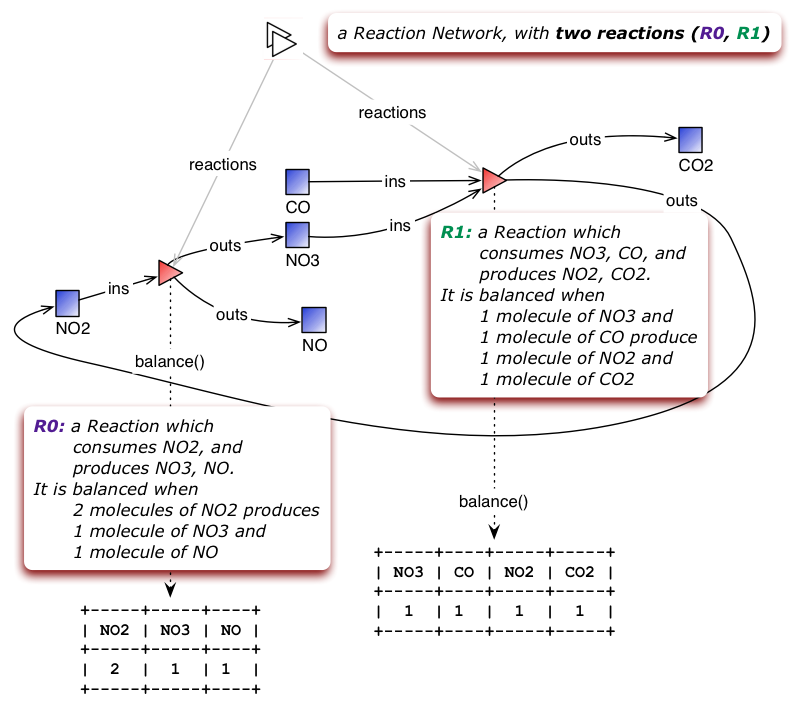 a Reaction Network, with two reactions (R0, R1)
reactions
reactions
outs
CO2
CO
ins
outs
NO3
ins
outs
NO2
ins
outs
NO
R1: a Reaction which
consumes NO3, CO, and
produces NO2, CO2.
It is balanced when
1 molecule of NO3 and
1 molecule of CO produce
1 molecule of NO2 and
1 molecule of CO2
balance()
R0: a Reaction which
consumes NO2, and
produces NO3, NO.
It is balanced when
2 molecules of NO2 produces
1 molecule of NO3 and
1 molecule of NO
balance()
+-----+-----+-----+-----+
| NO3 | CO | NO2 | CO2 |
+-----+-----+-----+-----+
| 1 | 1 | 1 | 1 |
+-----+-----+-----+-----+
+-----+-----+----+
| NO2 | NO3 | NO |
+-----+-----+----+
| 2 | 1 | 1 |
+-----+-----+----+